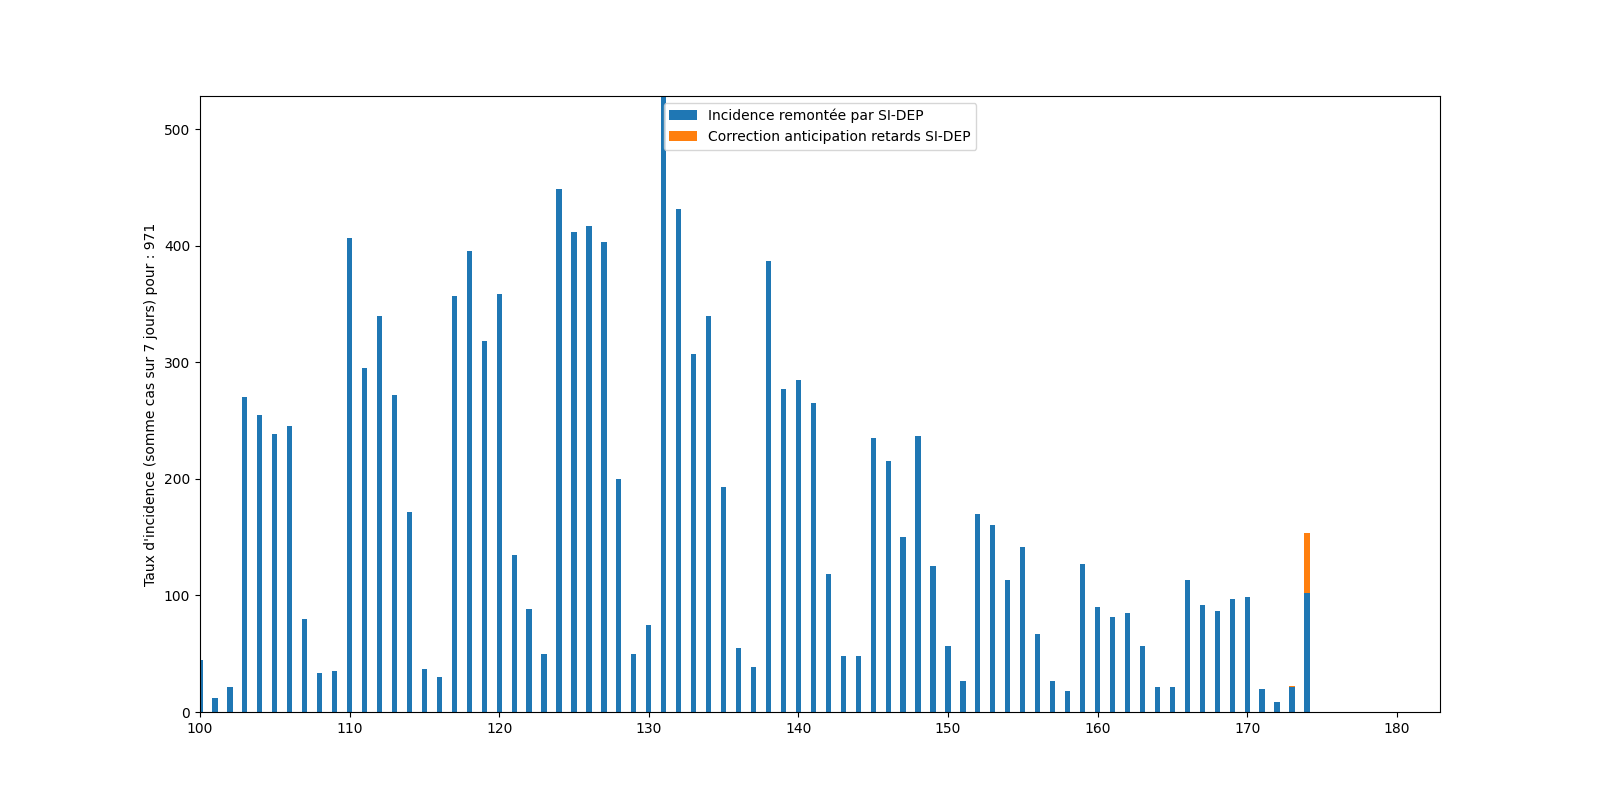 Incidence remontée par SI-DEP
Correction anticipation retards SI-DEP
Taux d'incidence (somme cas sur 7 jours) pour : 971
500
400
300
200
100
0
100 110 120 130 140 150 160 170 180